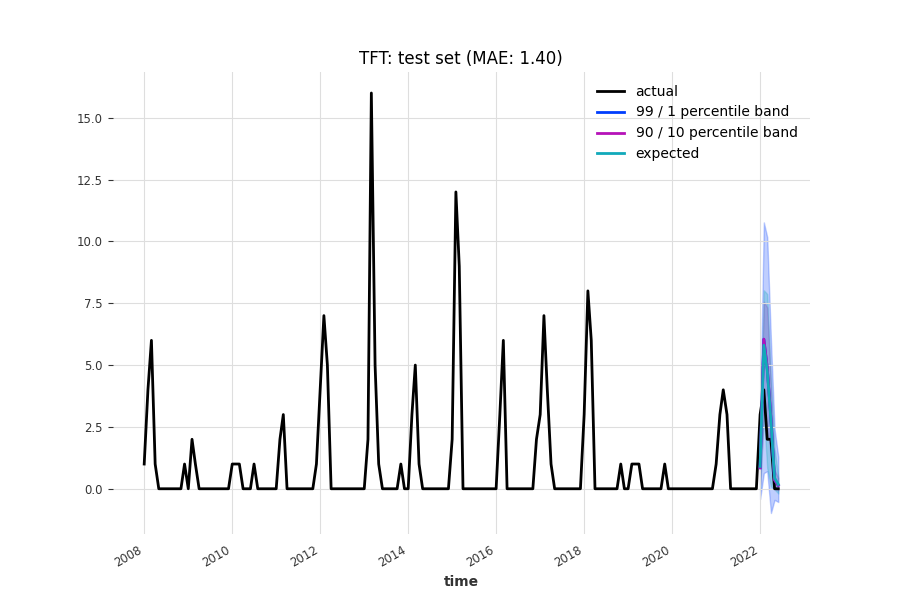 TFT: test set (MAE: 1.40)
actual
99 / 1 percentile band
90 / 10 percentile band
expected
15.0
12.5
10.0
7.5
5.0
2.5
0.0
2008
2010
2012
2014
2016
2018
2020
2022
time